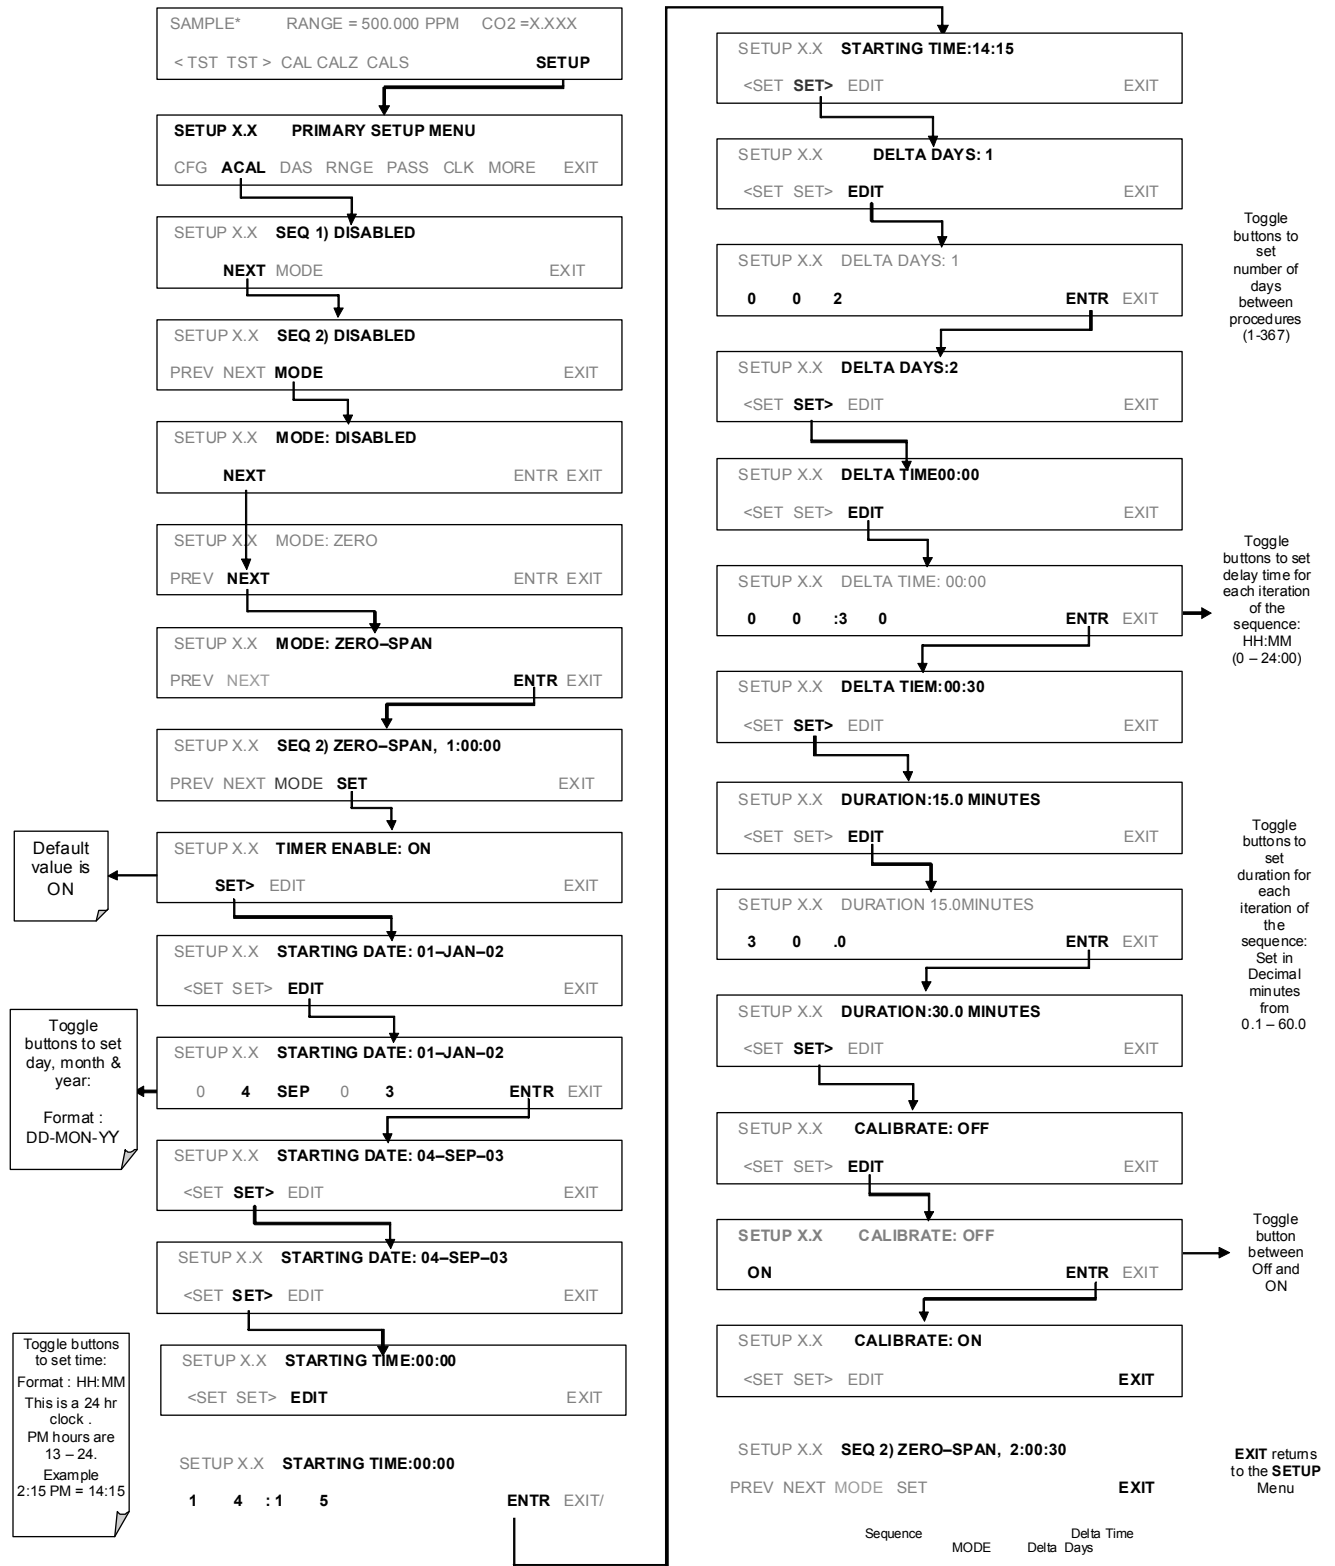 SAMPLE* RANGE = 500.000 PPM CO2 =X.XXX
< TST TST > CAL CALZ CALS SETUP
SETUP X.X PRIMARY SETUP MENU
CFG ACAL DAS RNGE PASS CLK MORE EXIT
SETUP X.X SEQ 1) DISABLED
NEXT MODE EXIT
SETUP X.X SEQ 2) DISABLED
PREV NEXT MODE EXIT
SETUP X.X MODE: DISABLED
NEXT ENTR EXIT
SETUP X.X MODE: ZERO
PREV NEXT ENTR EXIT
SETUP X.X MODE: ZERO–SPAN
PREV NEXT ENTR EXIT
SETUP X.X SEQ 2) ZERO–SPAN, 1:00:00
PREV NEXT MODE SET EXIT
Default
value is
ON
SETUP X.X TIMER ENABLE: ON
SET> EDIT EXIT
SETUP X.X STARTING DATE: 01–JAN–02
<SET SET> EDIT EXIT
Toggle
buttons to set
day, month &
year:
Format :
DD-MON-YY
SETUP X.X STARTING DATE: 01–JAN–02
0 4 SEP 0 3 ENTR EXIT
SETUP X.X STARTING DATE: 04–SEP–03
<SET SET> EDIT EXIT
SETUP X.X STARTING DATE: 04–SEP–03
<SET SET> EDIT EXIT
Toggle buttons
to set time:
Format : HH:MM
This is a 24 hr
clock .
PM hours are
13 – 24.
Example
2:15 PM = 14:15
SETUP X.X STARTING TIME:00:00
<SET SET> EDIT EXIT
SETUP X.X STARTING TIME:00:00
1 4 : 1 5 ENTR EXIT/
SETUP X.X STARTING TIME:14:15
<SET SET> EDIT EXIT
SETUP X.X DELTA DAYS: 1
<SET SET> EDIT EXIT
SETUP X.X DELTA DAYS: 1
0 0 2 ENTR EXIT
Toggle
buttons to
set
number of
days
between
procedures
(1-367)
SETUP X.X DELTA DAYS:2
<SET SET> EDIT EXIT
SETUP X.X DELTA TIME00:00
<SET SET> EDIT EXIT
SETUP X.X DELTA TIME: 00:00
0 0 :3 0 ENTR EXIT
Toggle
buttons to set
delay time for
each iteration
of the
sequence:
HH:MM
(0 – 24:00)
SETUP X.X DELTA TIEM:00:30
<SET SET> EDIT EXIT
SETUP X.X DURATION:15.0 MINUTES
<SET SET> EDIT EXIT
SETUP X.X DURATION 15.0MINUTES
3 0 .0 ENTR EXIT
Toggle
buttons to
set
duration for
each
iteration of
the
sequence:
Set in
Decimal
minutes
from
0.1 – 60.0
SETUP X.X DURATION:30.0 MINUTES
<SET SET> EDIT EXIT
SETUP X.X CALIBRATE: OFF
<SET SET> EDIT EXIT
SETUP X.X CALIBRATE: OFF
ON ENTR EXIT
Toggle
button
between
Off and
ON
SETUP X.X CALIBRATE: ON
<SET SET> EDIT EXIT
SETUP X.X SEQ 2) ZERO–SPAN, 2:00:30
PREV NEXT MODE SET EXIT
EXIT returns
to the SETUP
Menu
Sequence Delta Time
MODE Delta Days